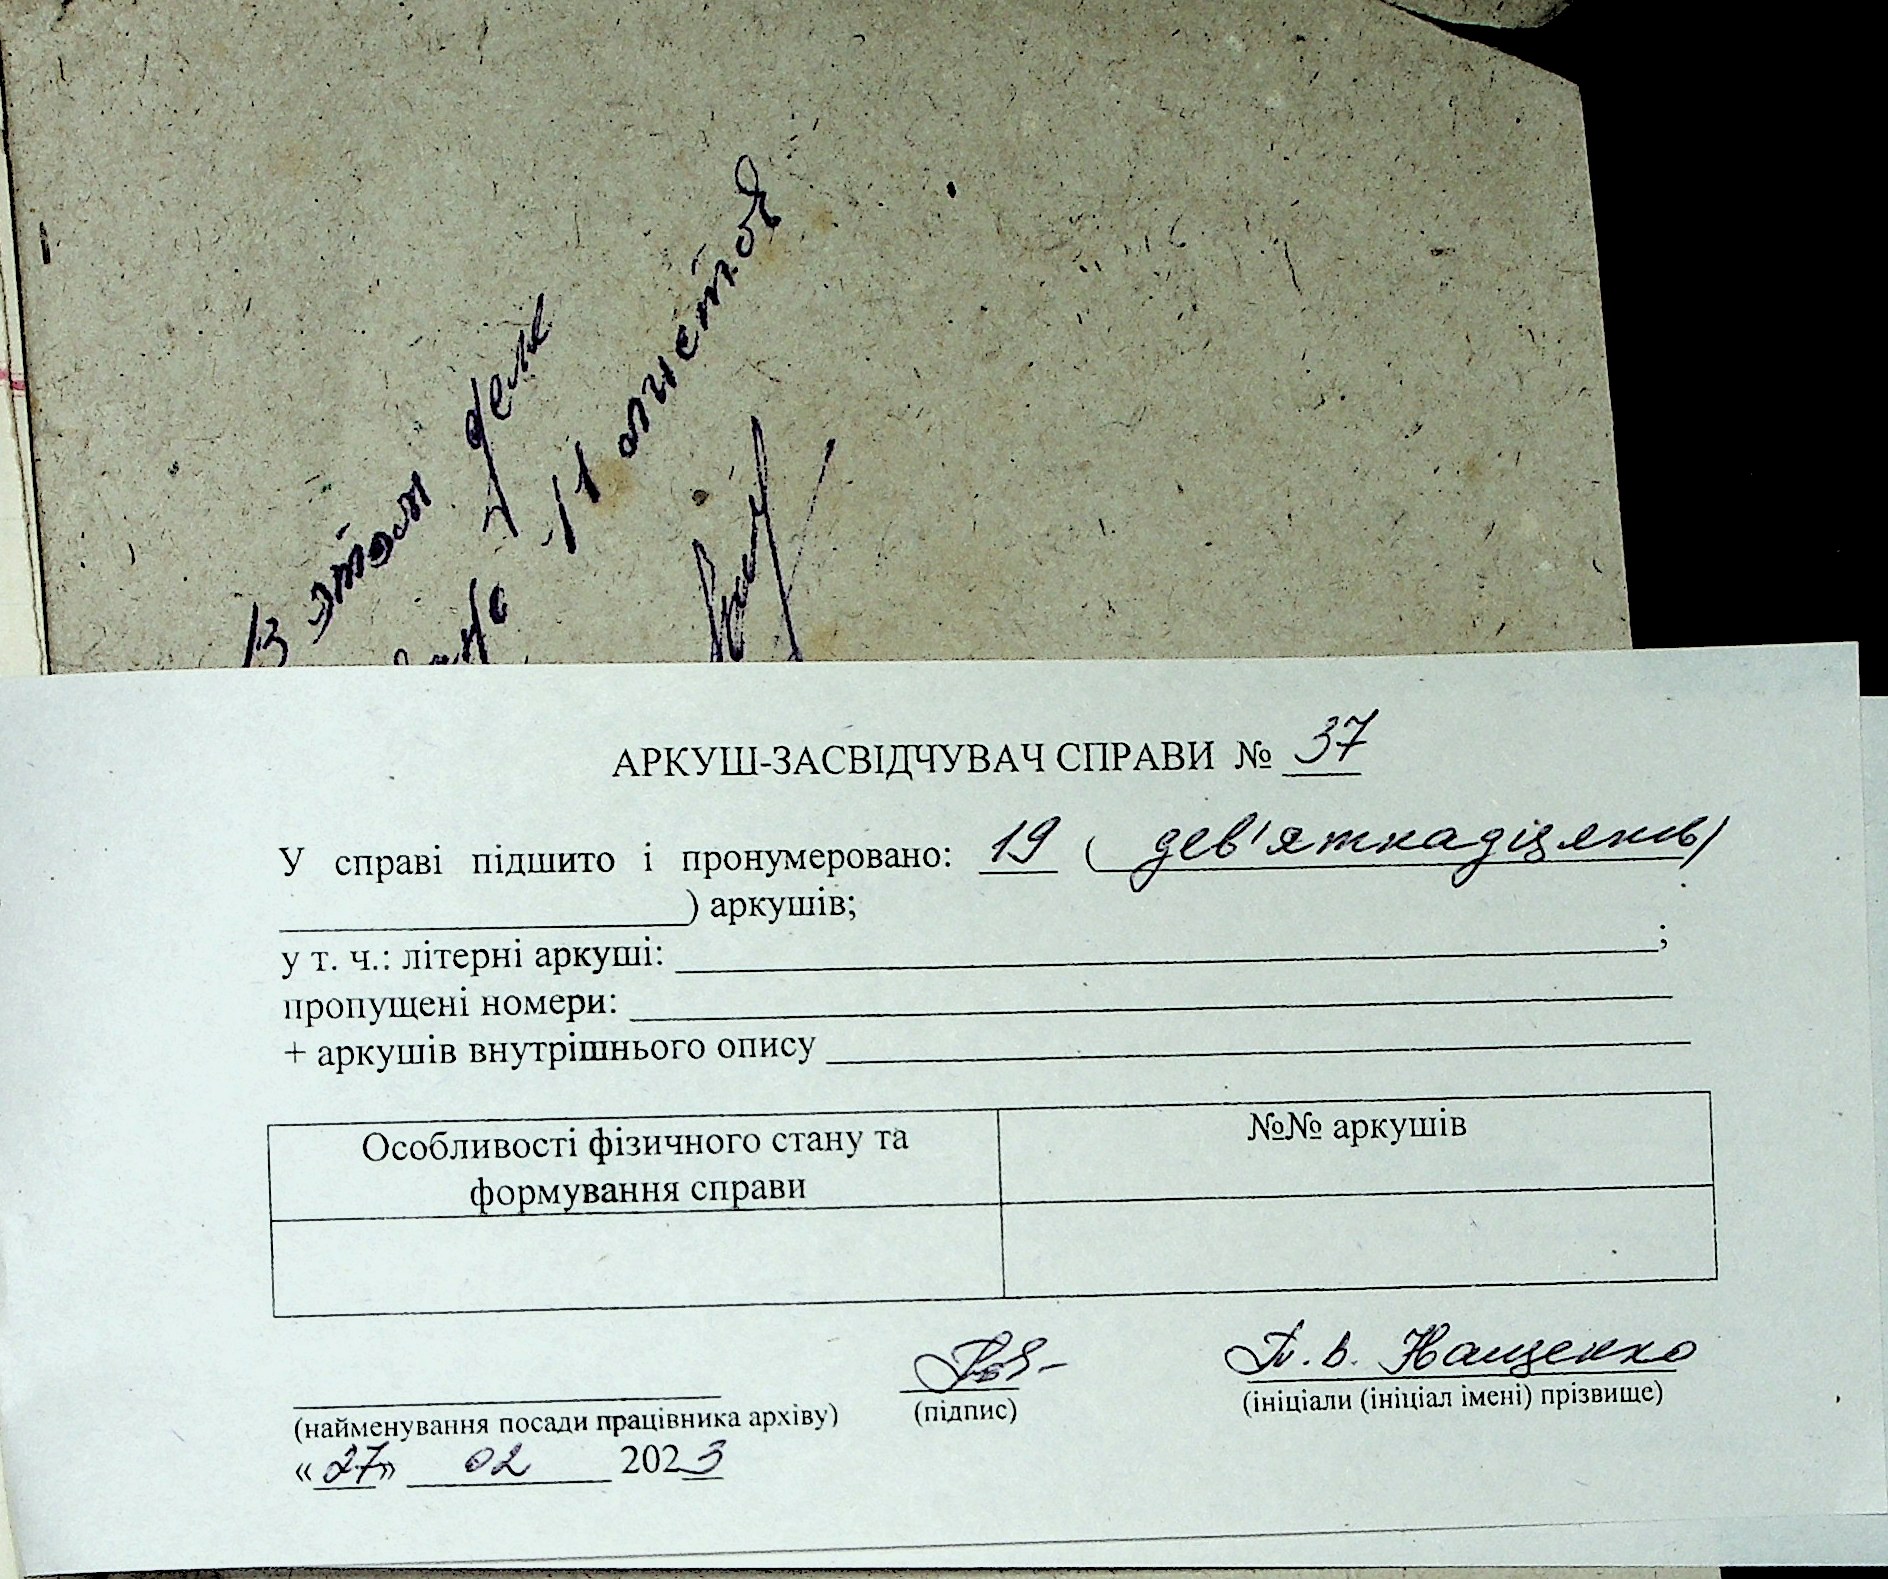 В этом деле
11 листов
АРКУШ-ЗАСВІДЧУВАЧ СПРАВИ № 37
У справі підшито і пронумеровано: 19 ( дев'ятнадцять)
) аркушів;
у т. ч.: літерні аркуші: ;
пропущені номери:
+ аркушів внутрішнього опису
Особливості фізичного стану та
формування справи
№№ аркушів
П. В. Нащенко
(найменування посади працівника архіву) (підпис) (ініціали (ініціал імені) прізвище)
«27» 02 2023